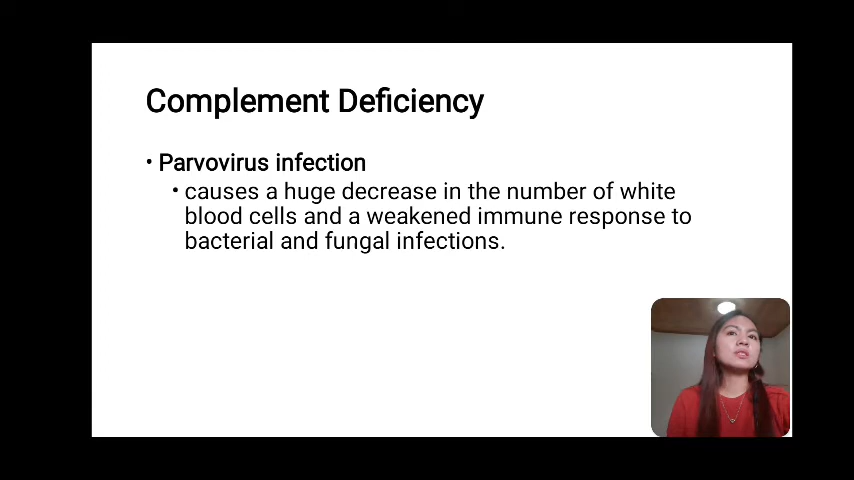 Complement Deficiency
• Parvovirus infection
• causes a huge decrease in the number of white
blood cells and a weakened immune response to
bacterial and fungal infections.